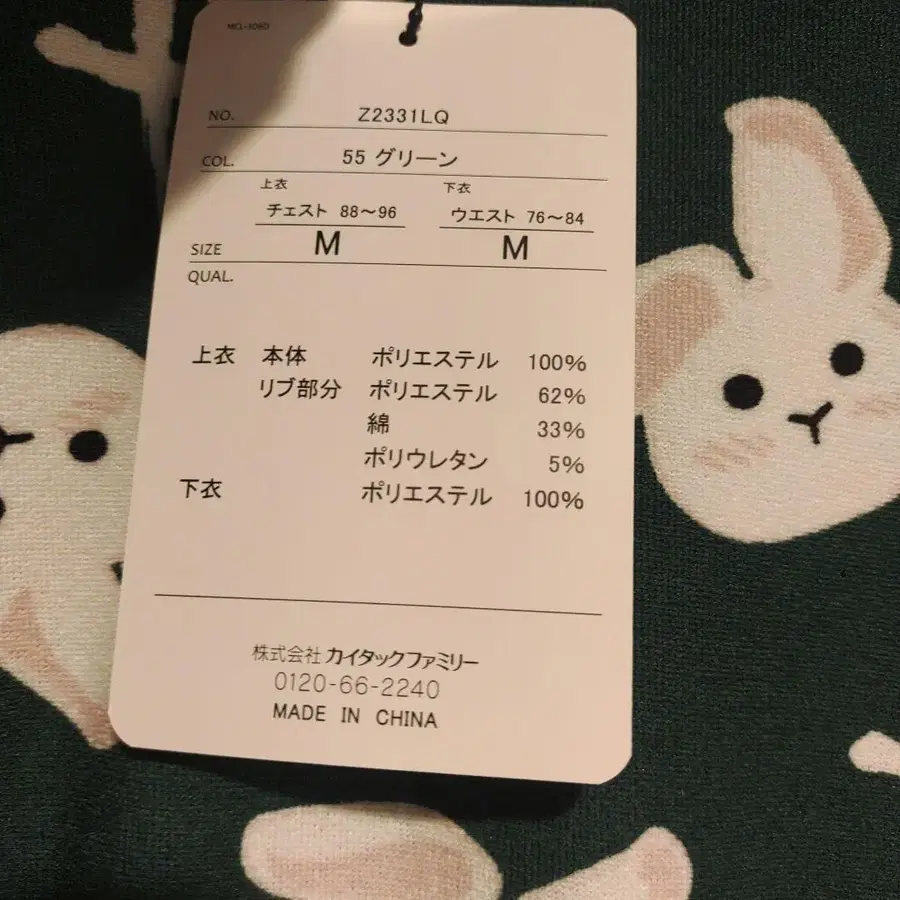 NO. Z2331LQ
COL. 55 グリーン
上衣 下衣
チェスト 88～96 ウエスト 76～84
SIZE M M
QUAL.
上衣 本体 ポリエステル 100%
リブ部分 ポリエステル 62%
綿 33%
ポリウレタン 5%
下衣 ポリエステル 100%
株式会社 カイタックファミリー
0120-66-2240
MADE IN CHINA